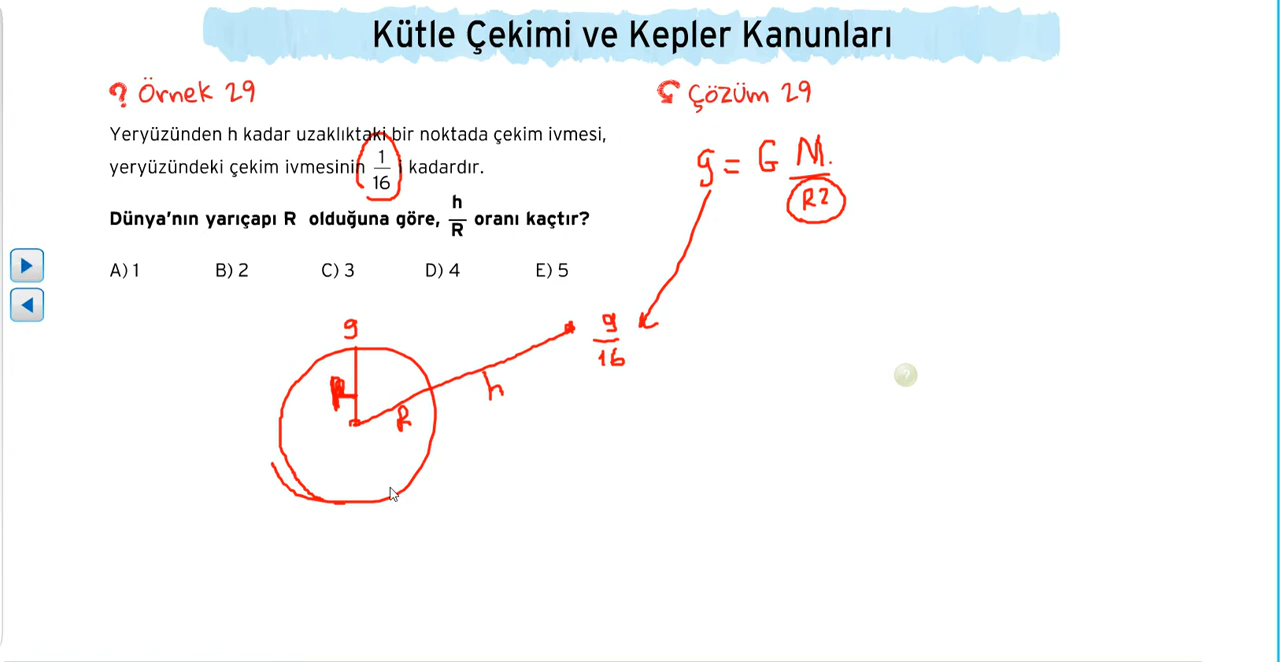 Kütle Çekimi ve Kepler Kanunları
? Örnek 29
Yeryüzünden h kadar uzaklıktaki bir noktada çekim ivmesi,
yeryüzündeki çekim ivmesinin 1/16 i kadardır.
Dünya'nın yarıçapı R olduğuna göre, h/R oranı kaçtır?
A) 1 B) 2 C) 3 D) 4 E) 5
Çözüm 29
g = G M/R2
g
R
R
h
g/16
?